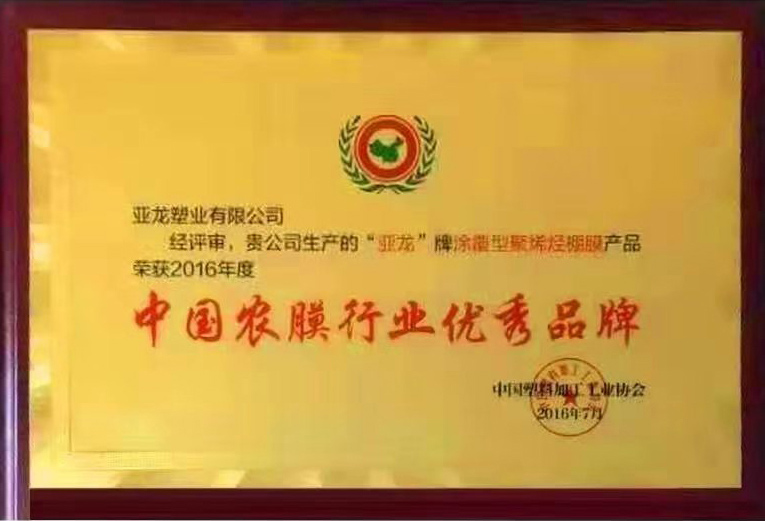 亚龙塑业有限公司
经评审，贵公司生产的“亚龙”牌涂覆型聚烯烃棚膜产品
荣获2016年度
中国农膜行业优秀品牌
中国塑料加工工业协会
2016年7月